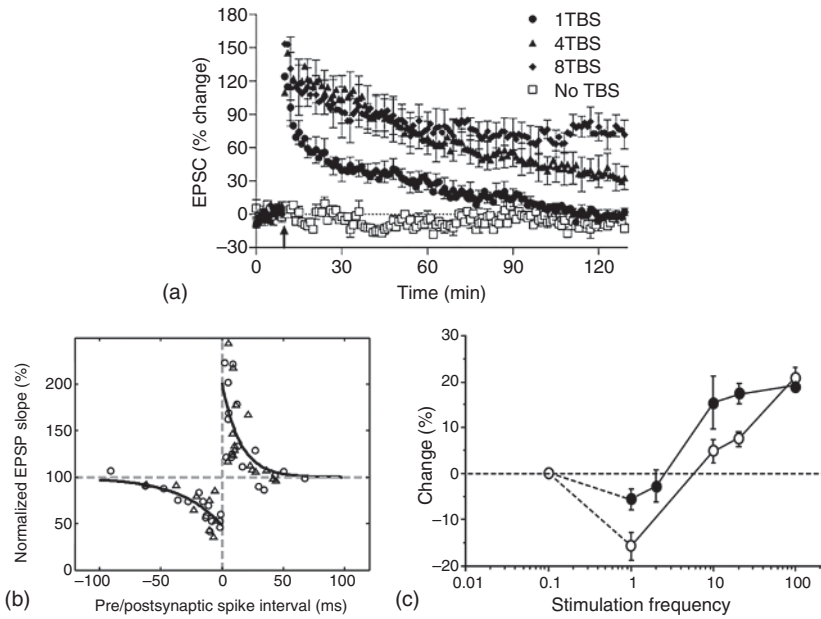 180
150
120
90
60
30
0
−30
EPSC (% change)
1TBS
4TBS
8TBS
No TBS
0 30 60 90 120
Time (min)
(a)
200
150
100
50
0
Normalized EPSP slope (%)
−100 −50 0 50 100
Pre/postsynaptic spike interval (ms)
(b)
30
20
10
0
−10
−20
Change (%)
0.01 0.1 1 10 100
Stimulation frequency
(c)